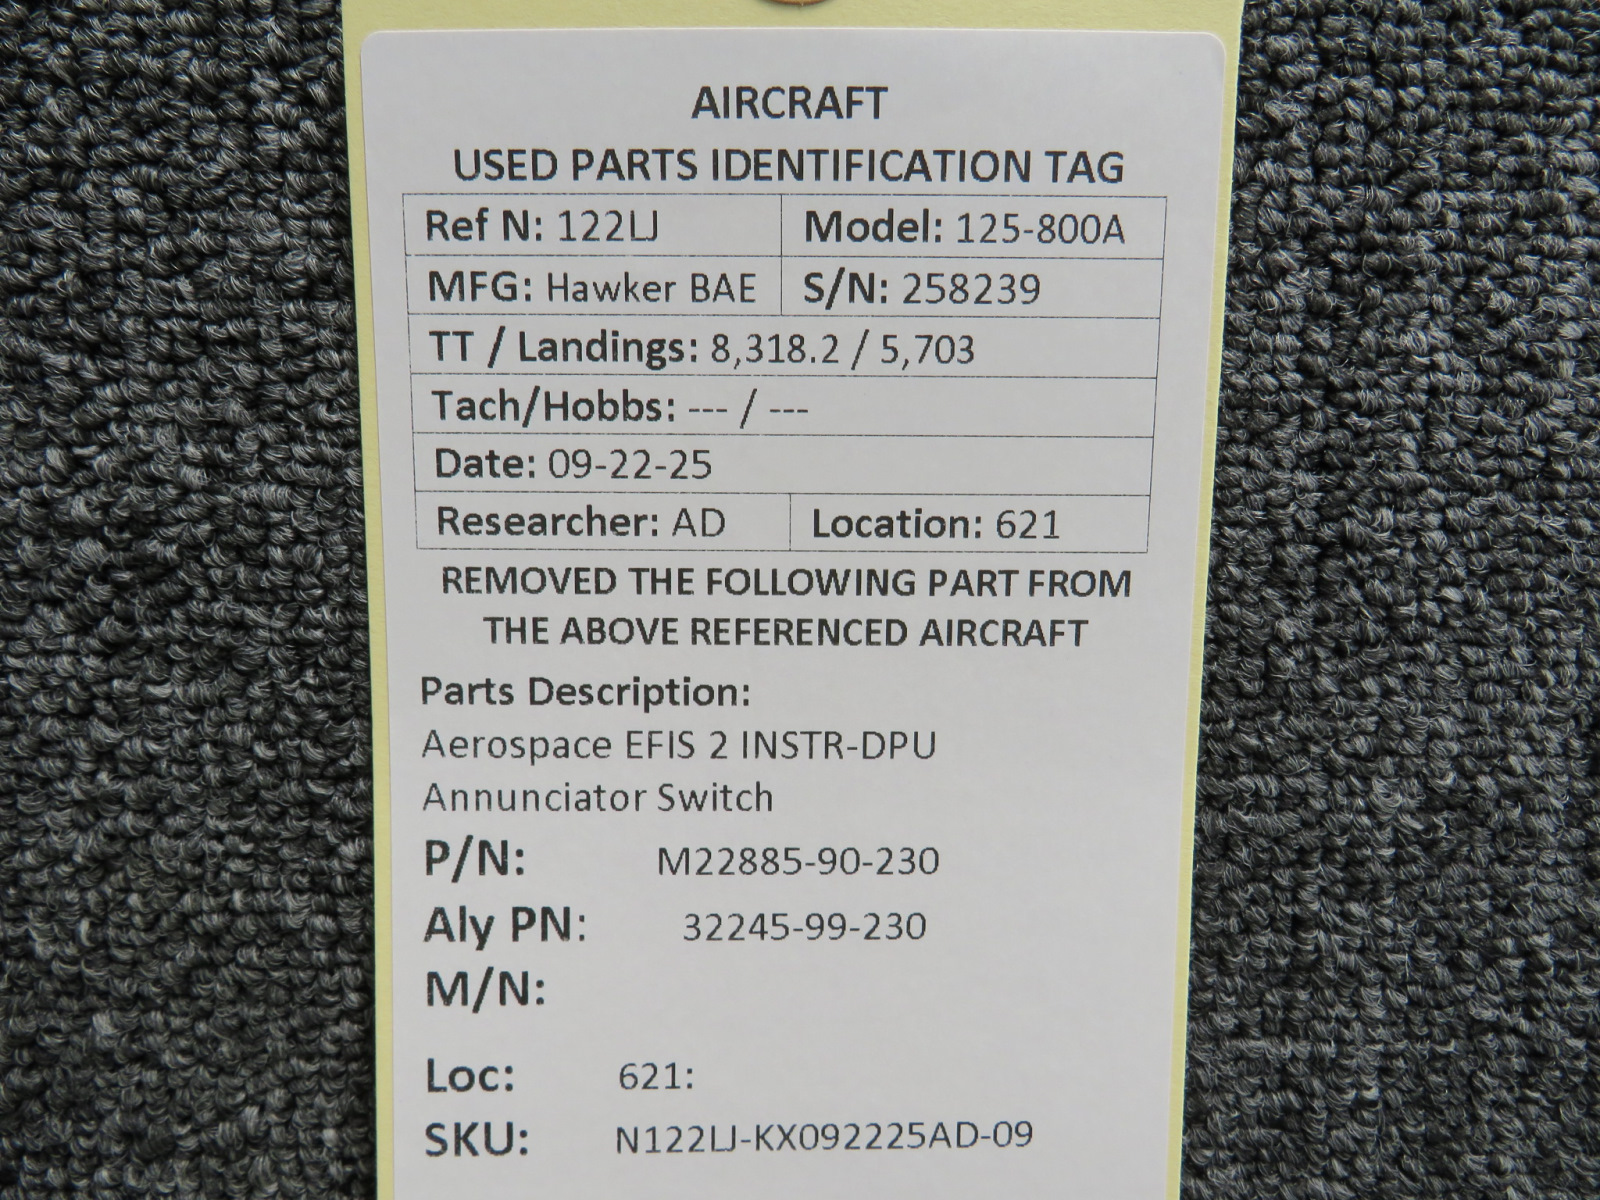 AIRCRAFT
USED PARTS IDENTIFICATION TAG
Ref N: 122LJ Model: 125-800A
MFG: Hawker BAE S/N: 258239
TT / Landings: 8,318.2 / 5,703
Tach/Hobbs: --- / ---
Date: 09-22-25
Researcher: AD Location: 621
REMOVED THE FOLLOWING PART FROM
THE ABOVE REFERENCED AIRCRAFT
Parts Description:
Aerospace EFIS 2 INSTR-DPU
Annunciator Switch
P/N: M22885-90-230
Aly PN: 32245-99-230
M/N:
Loc: 621:
SKU: N122LJ-KX092225AD-09